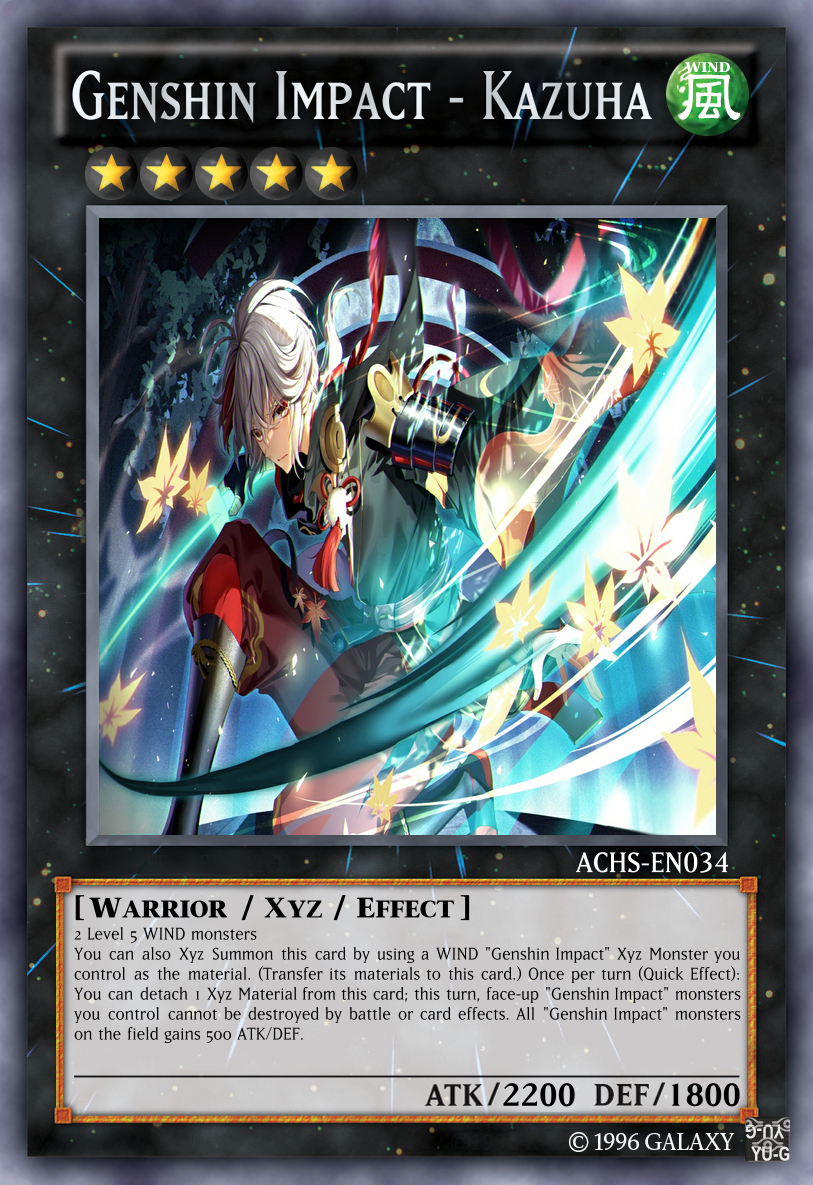 Genshin Impact - Kazuha
WIND
風
ACHS-EN034
[ Warrior / Xyz / Effect ]
2 Level 5 WIND monsters
You can also Xyz Summon this card by using a WIND "Genshin Impact" Xyz Monster you
control as the material. (Transfer its materials to this card.) Once per turn (Quick Effect):
You can detach 1 Xyz Material from this card; this turn, face-up "Genshin Impact" monsters
you control cannot be destroyed by battle or card effects. All "Genshin Impact" monsters
on the field gains 500 ATK/DEF.
ATK/2200 DEF/1800
© 1996 GALAXY
YU-G
YU-G